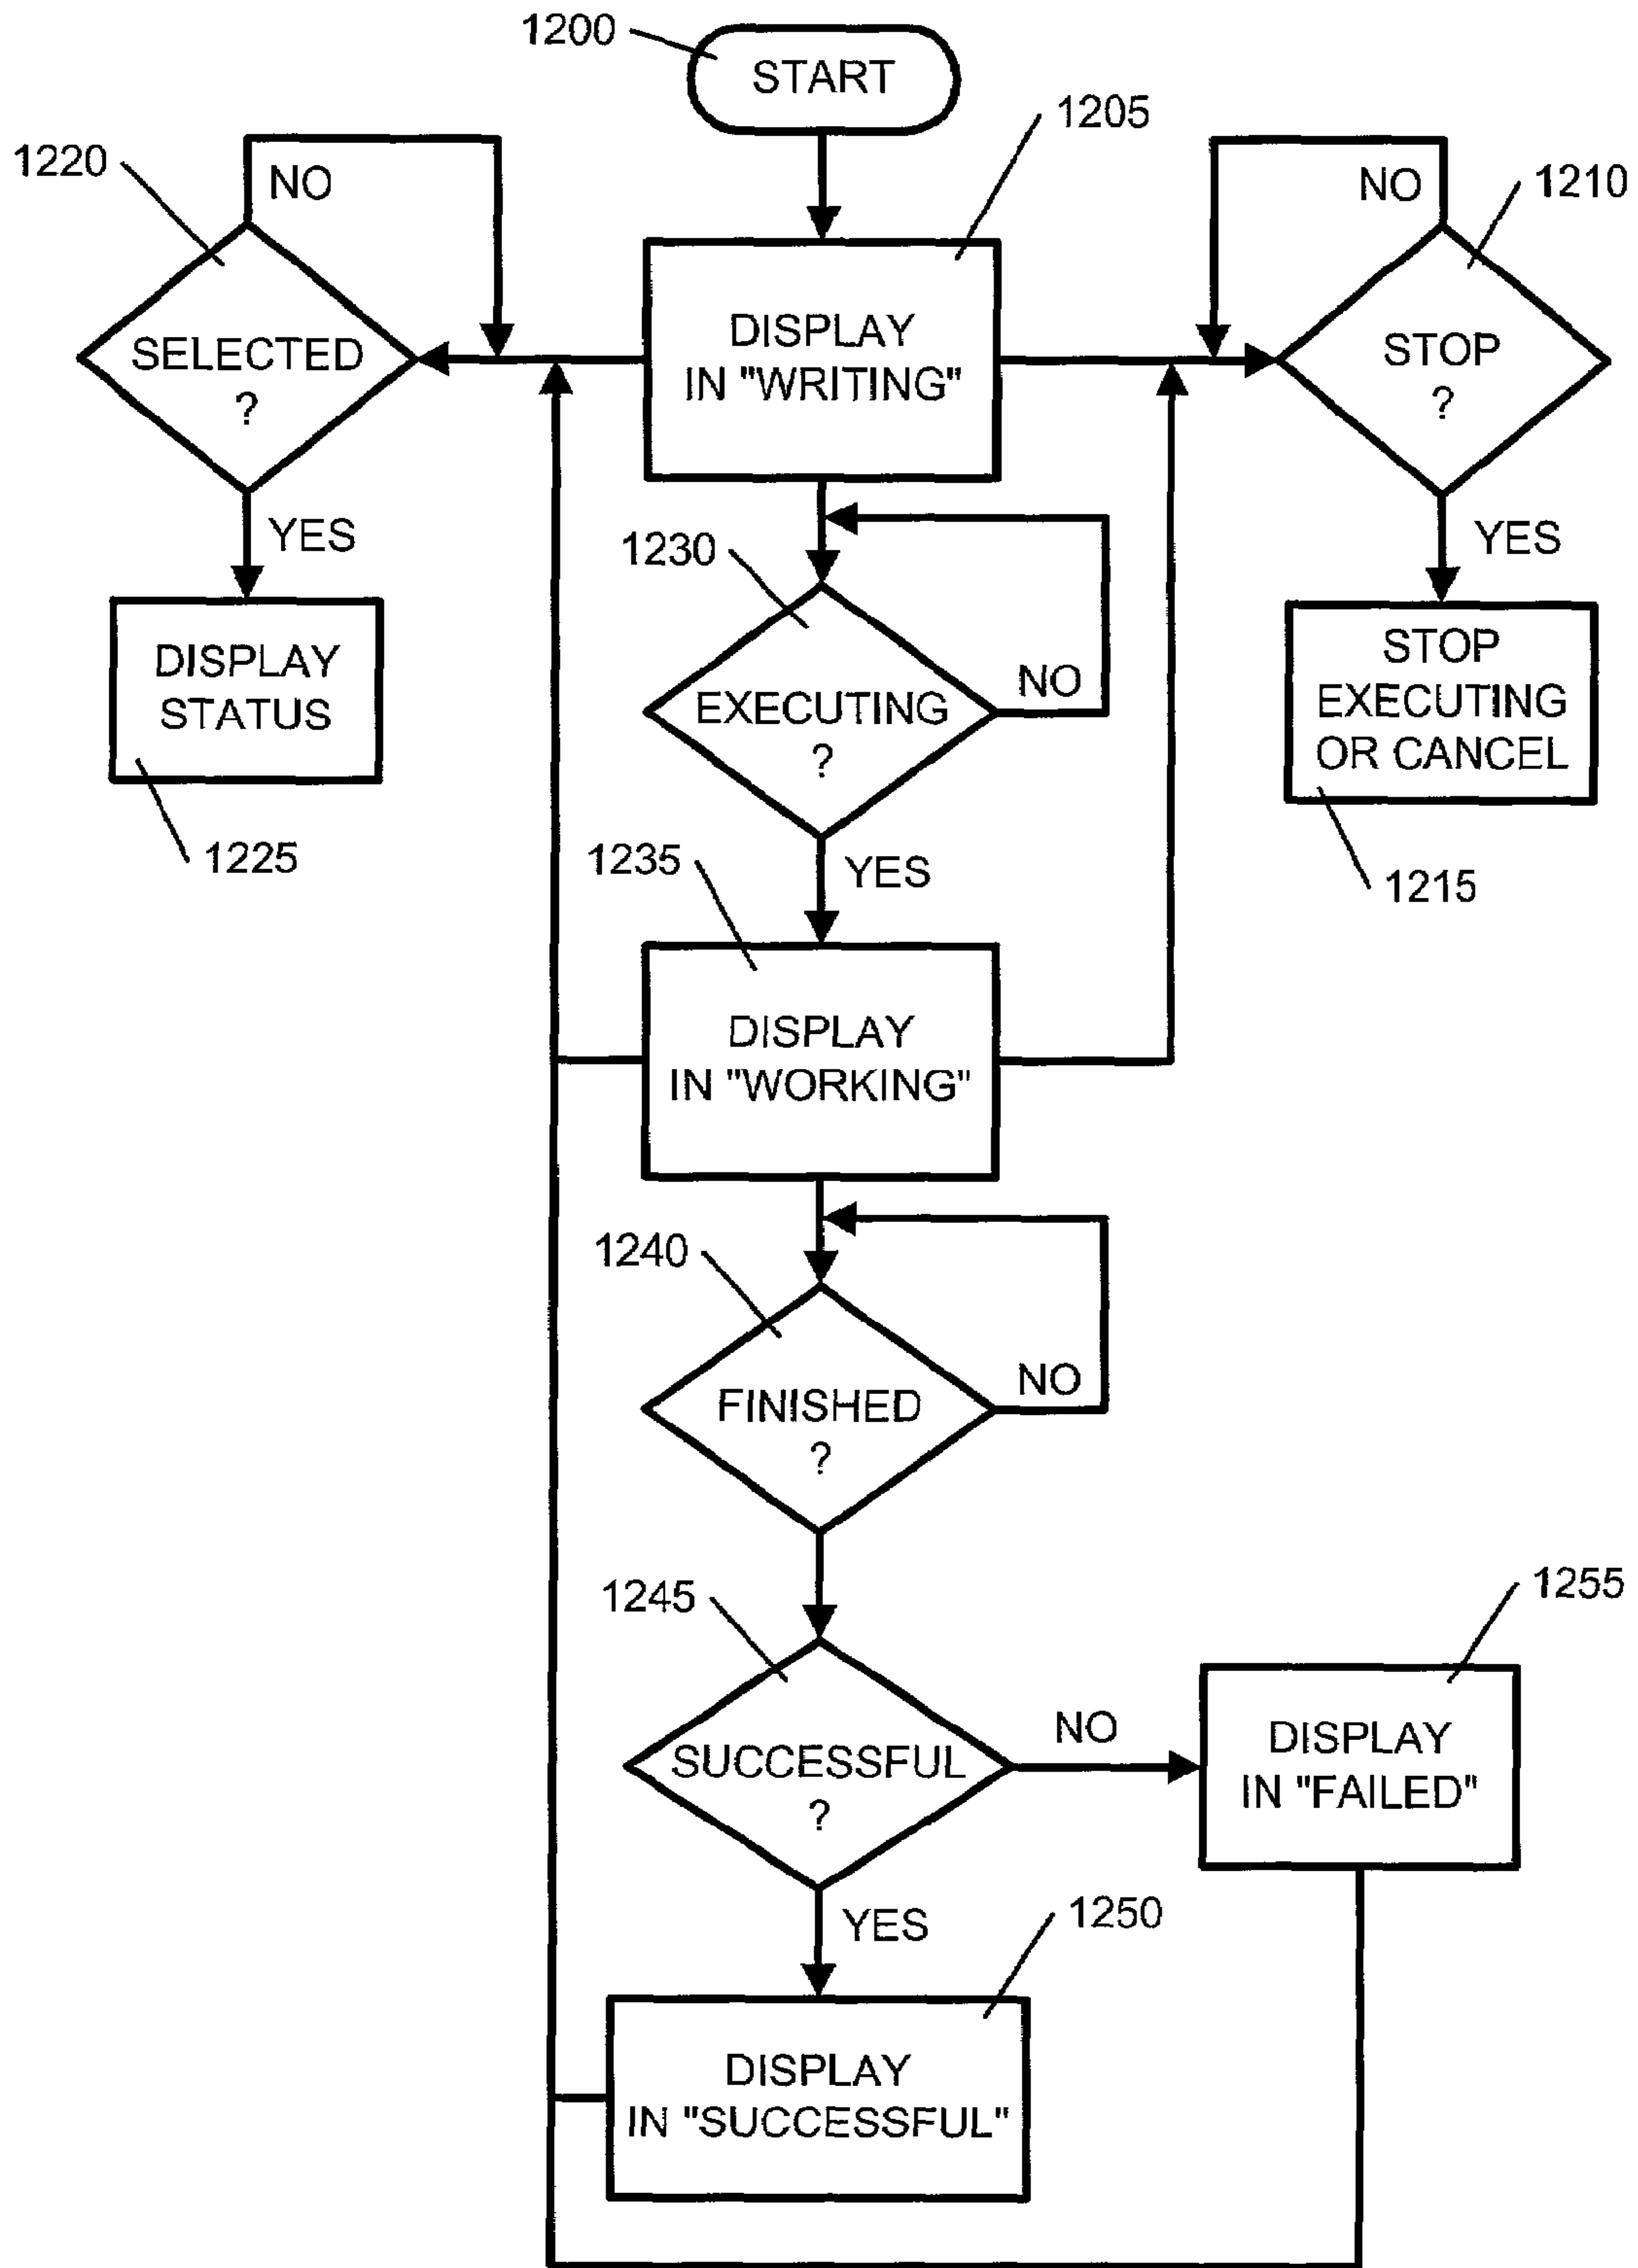 1200
START
1205
1220
NO
NO
1210
DISPLAY
IN "WRITING"
SELECTED
?
STOP
?
YES
YES
1230
DISPLAY
STATUS
STOP
EXECUTING
OR CANCEL
EXECUTING
?
NO
1225
1235
YES
1215
DISPLAY
IN "WORKING"
1240
FINISHED
?
NO
1245
1255
SUCCESSFUL
?
NO
DISPLAY
IN "FAILED"
YES
1250
DISPLAY
IN "SUCCESSFUL"